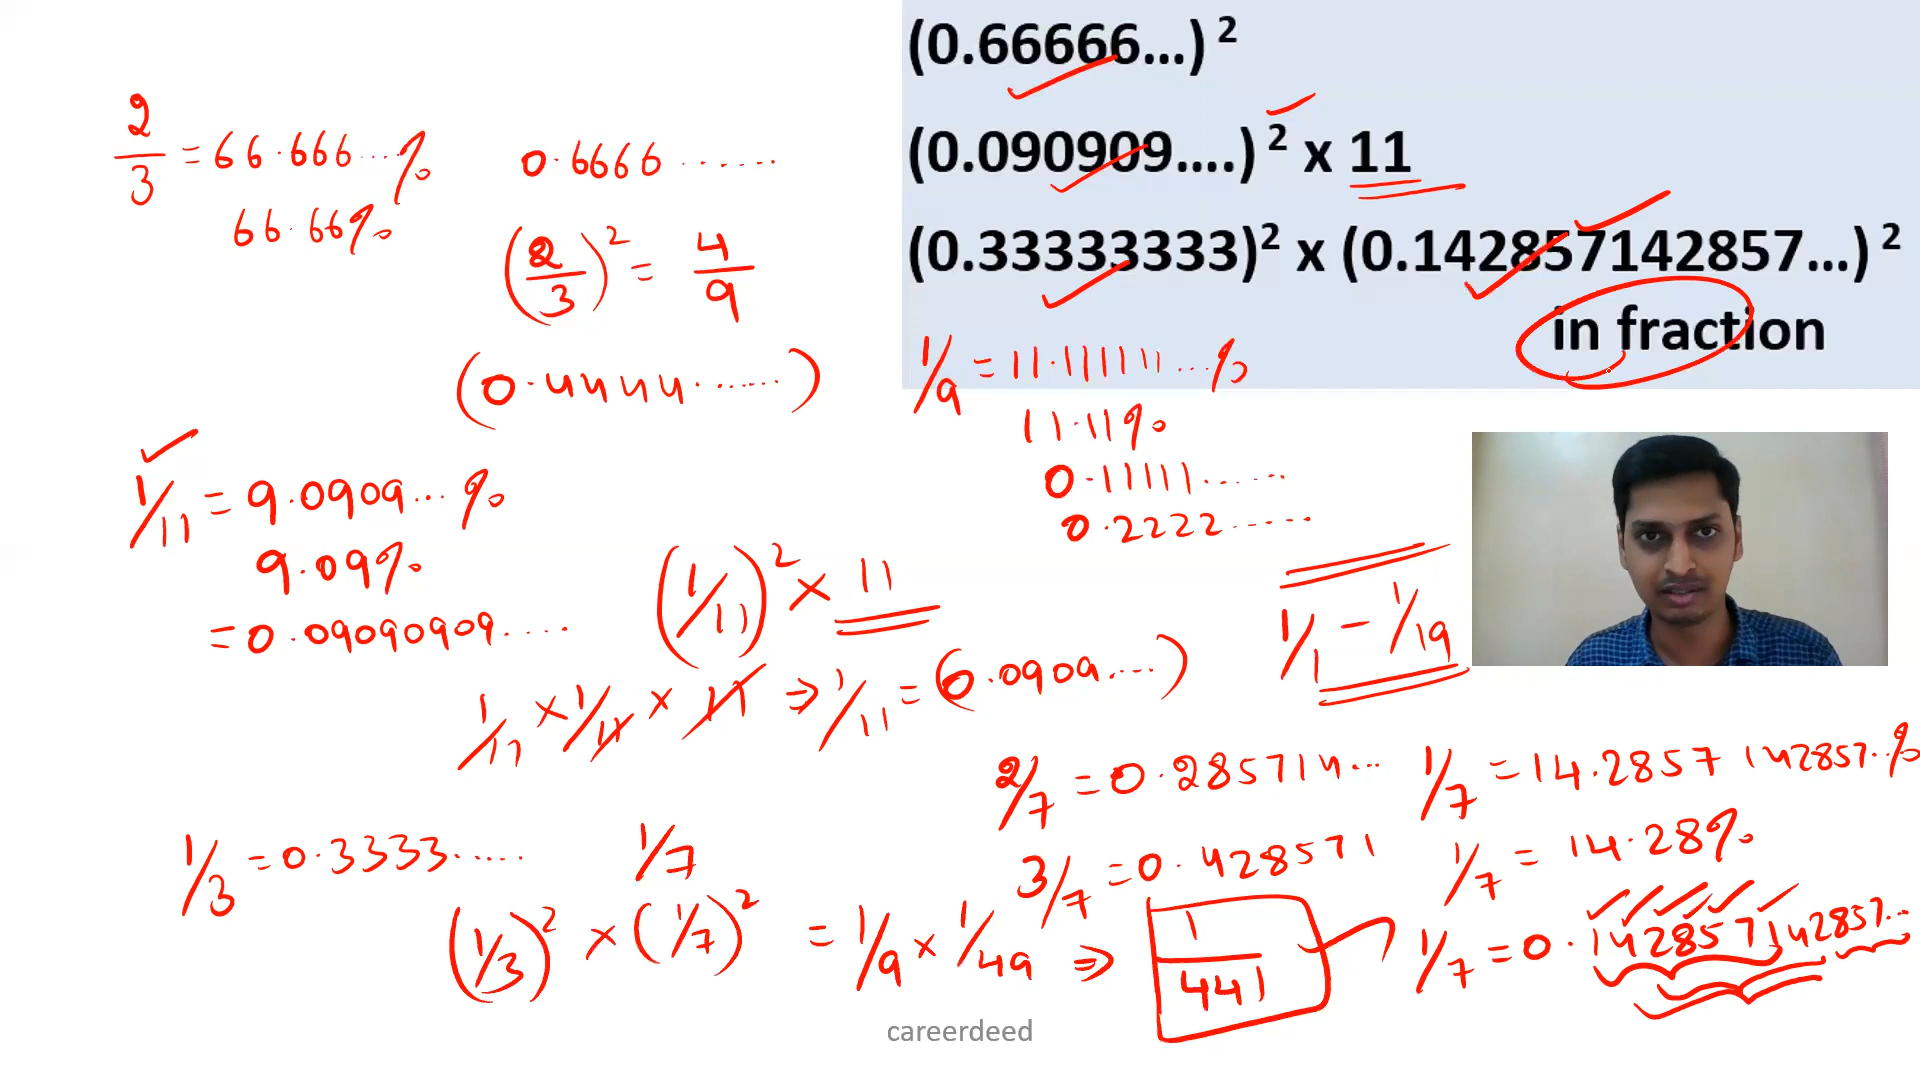 (0.66666...)²
(0.090909....)² x 11
(0.33333333)² x (0.142857142857...)²
in fraction
2/3 = 66.666...%
66.66%
0.6666.......
(2/3)² = 4/9
(0.4444.......)
1/9 = 11.111111...%
11.11%
0.11111......
0.2222......
1/11 = 9.0909...%
9.09%
= 0.09090909....
(1/11)² × 11
1/11 × 1/11 × 11 ⇒ 1/11 = (0.0909....)
1/1 - 1/19
2/7 = 0.285714...
1/7 = 14.2857142857..%
3/7 = 0.428571
1/7 = 14.28%
1/7 = 0.142857142857...
1/3 = 0.3333.....
1/7
(1/3)² × (1/7)² = 1/9 × 1/49 ⇒ 1/441
careerdeed